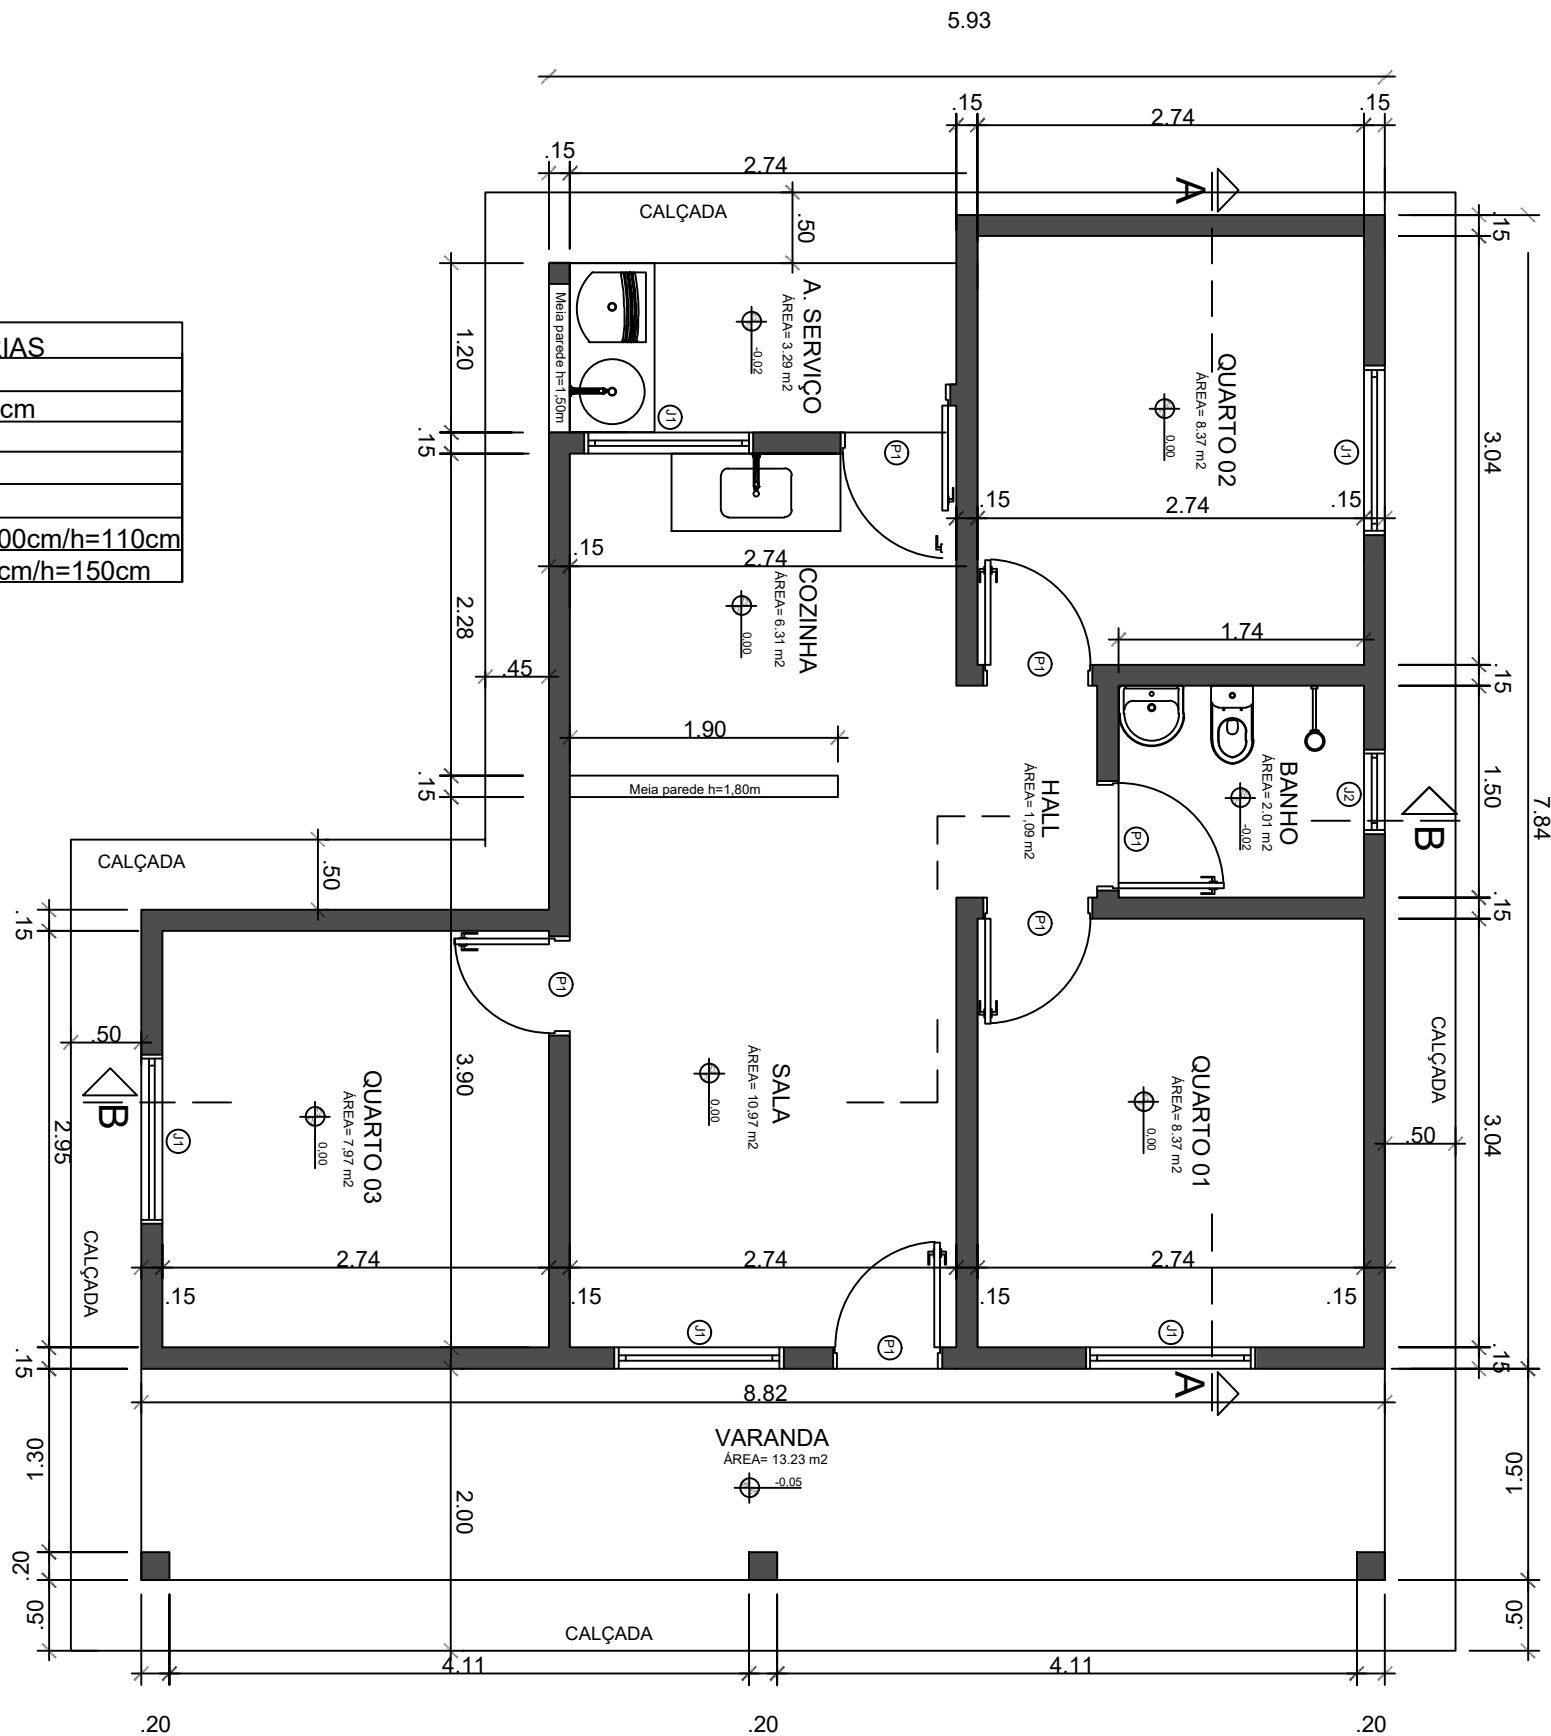 5.93
.15
2.74
.15
.15
2.74
CALÇADA
.50
A
.15
7.84
IAS
cm
00cm/h=110cm
cm/h=150cm
1.20
.15
Meia parede h=1,50m
A. SERVIÇO
ÁREA= 3.29 m2
-0,02
J1
P1
QUARTO 02
ÁREA= 8.37 m2
0,00
J1
3.04
.15
2.74
.15
.15
2.74
COZINHA
ÁREA= 6.31 m2
0,00
2.28
.45
P1
1.74
.15
1.90
Meia parede h=1,80m
.15
HALL
ÁREA= 1,09 m2
BANHO
ÁREA= 2.01 m2
-0,02
J2
P1
1.50
B
CALÇADA
.50
.15
P1
P1
.15
QUARTO 03
ÁREA= 7,97 m2
0,00
J1
.50
B
2.95
3.90
SALA
ÁREA= 10,97 m2
0,00
QUARTO 01
ÁREA= 8.37 m2
0,00
3.04
CALÇADA
.50
CALÇADA
2.74
2.74
2.74
.15
.15
.15
.15
J1
P1
J1
.15
.15
A
8.82
VARANDA
ÁREA= 13.23 m2
-0,05
1.30
2.00
1.50
.20
.50
.50
CALÇADA
4.11
4.11
.20
.20
.20